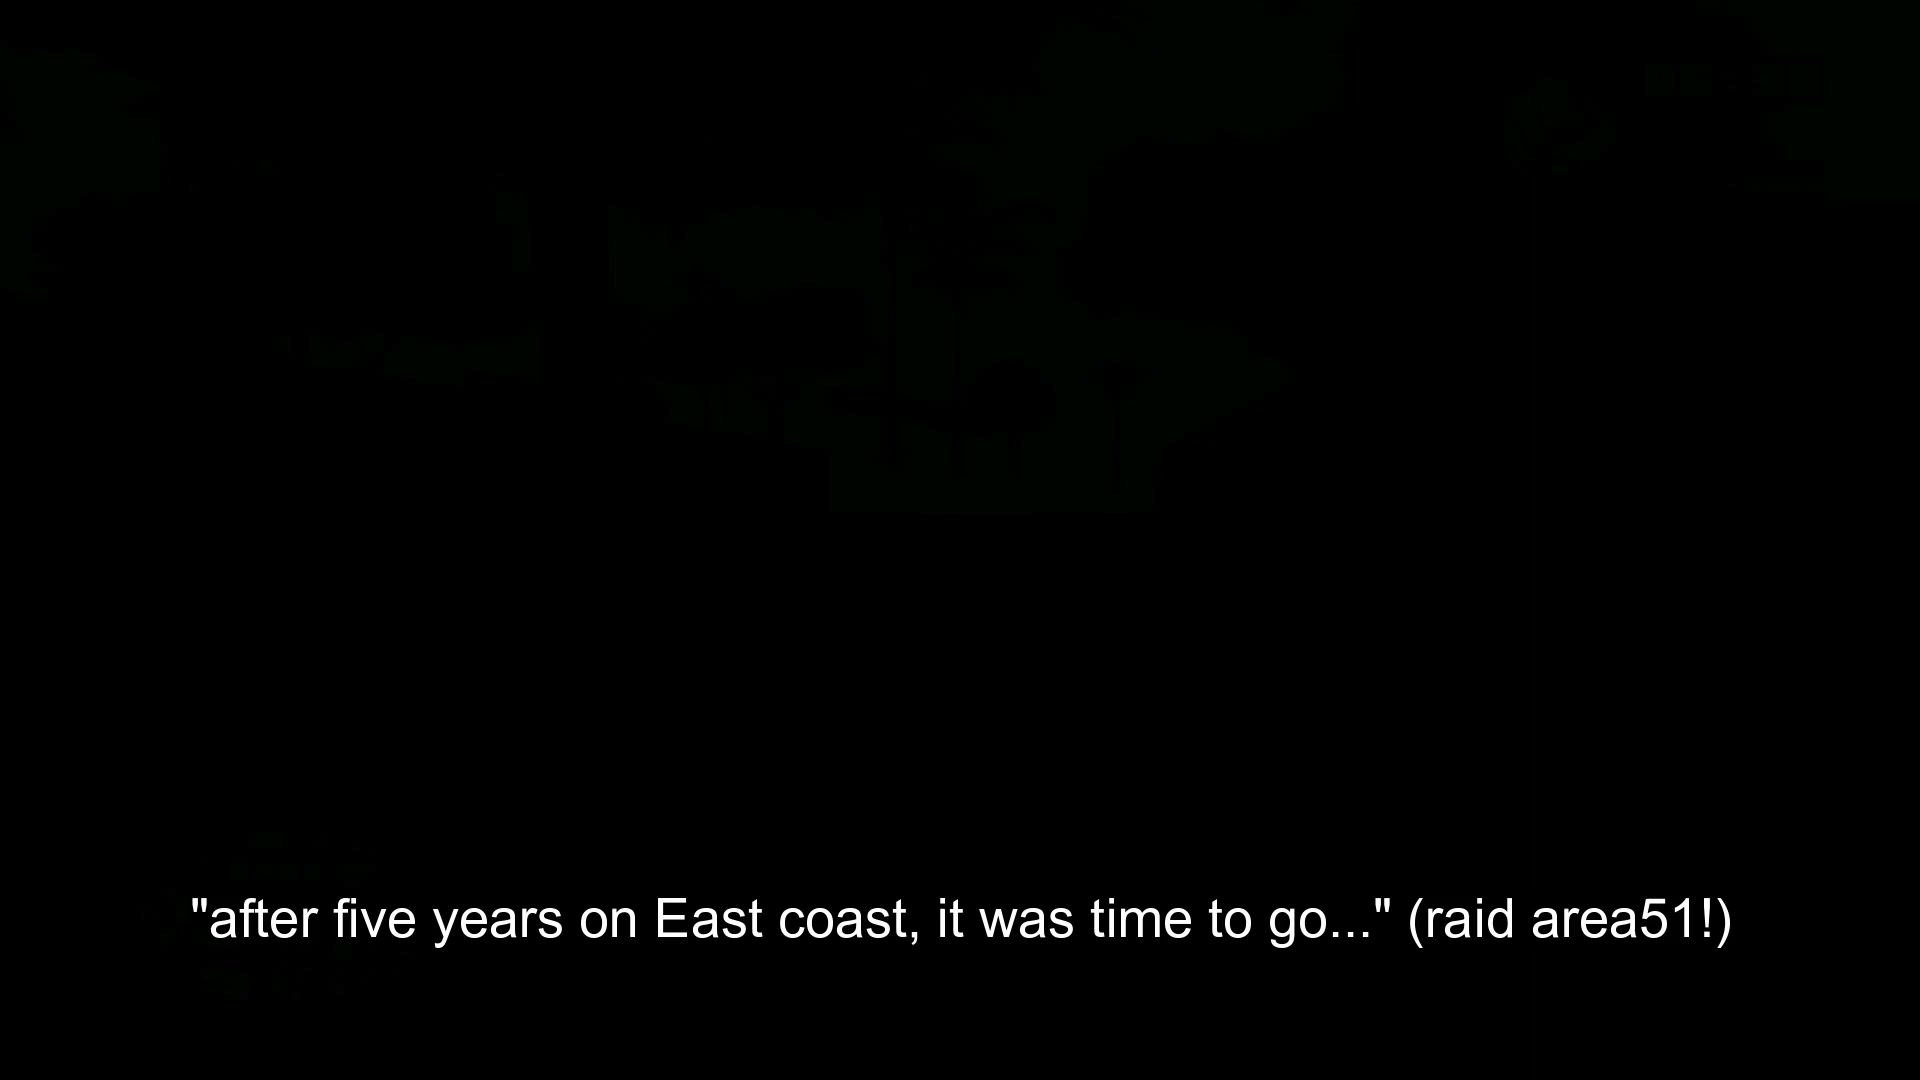 "after five years on East coast, it was time to go..." (raid area51!)